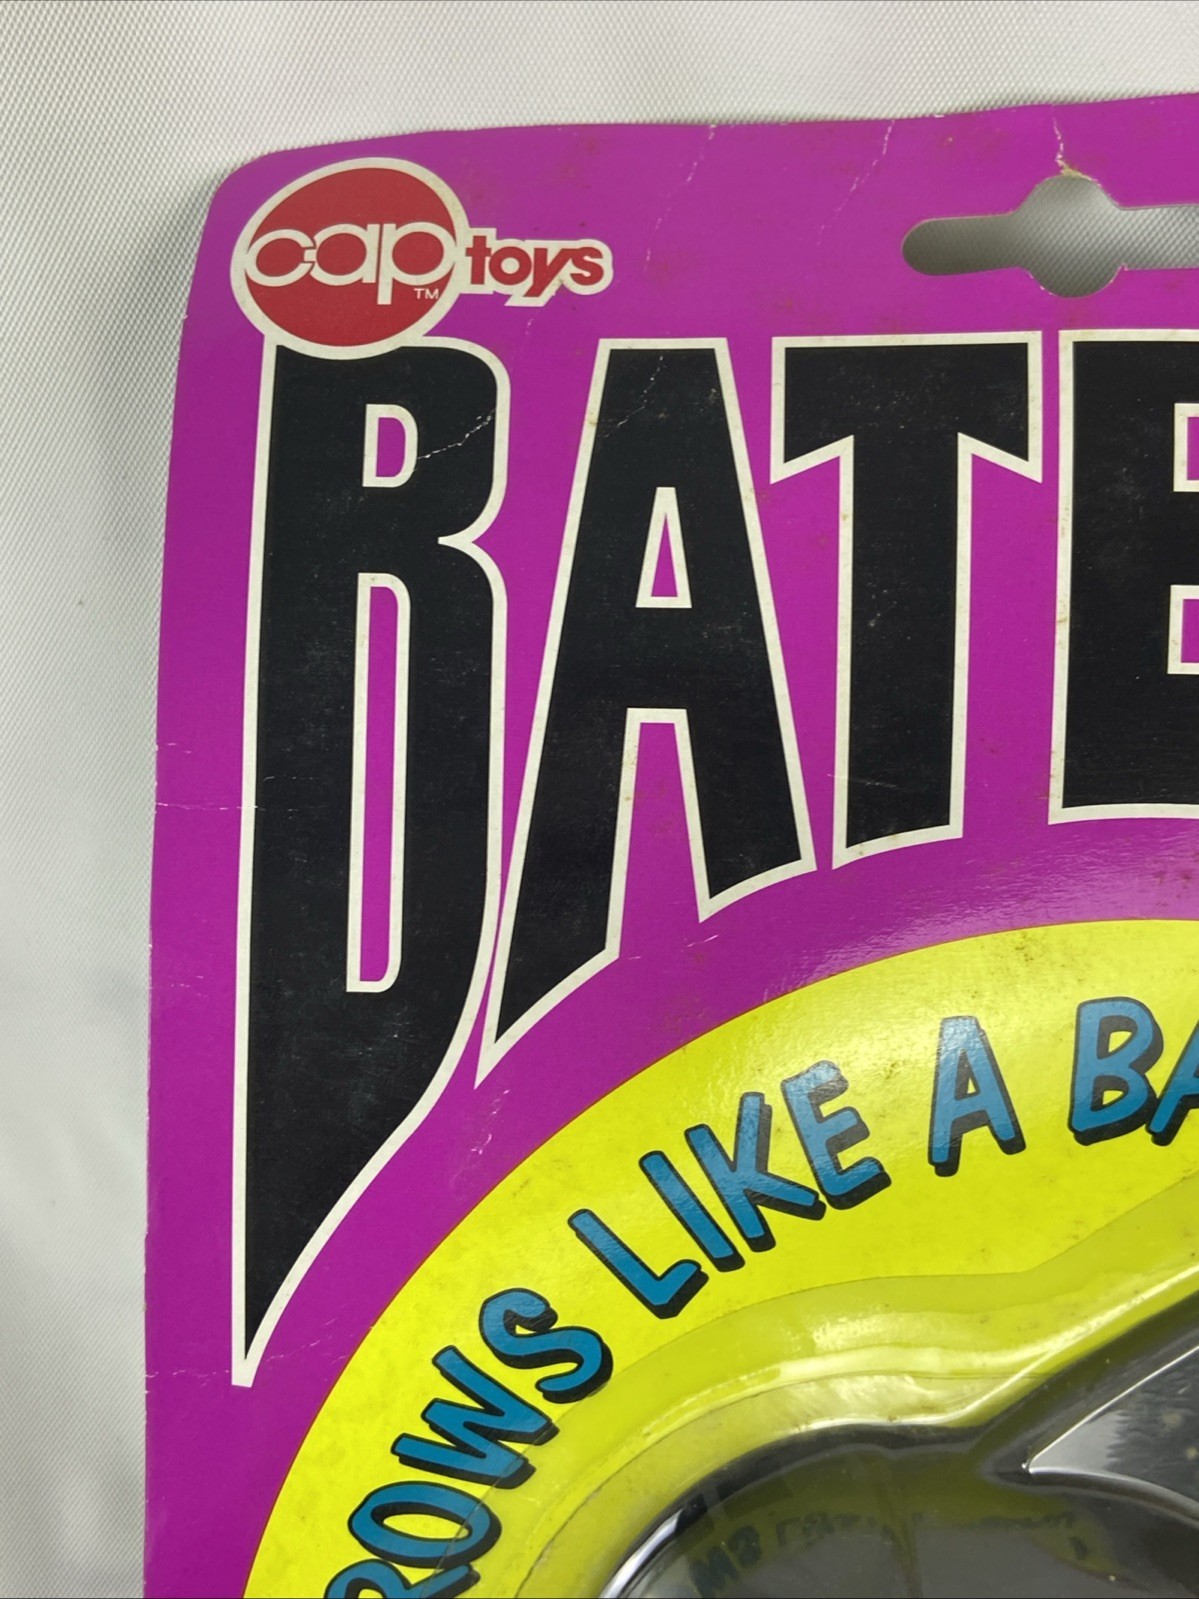 cap toys
TM
BATE
ROWS LIKE A BA